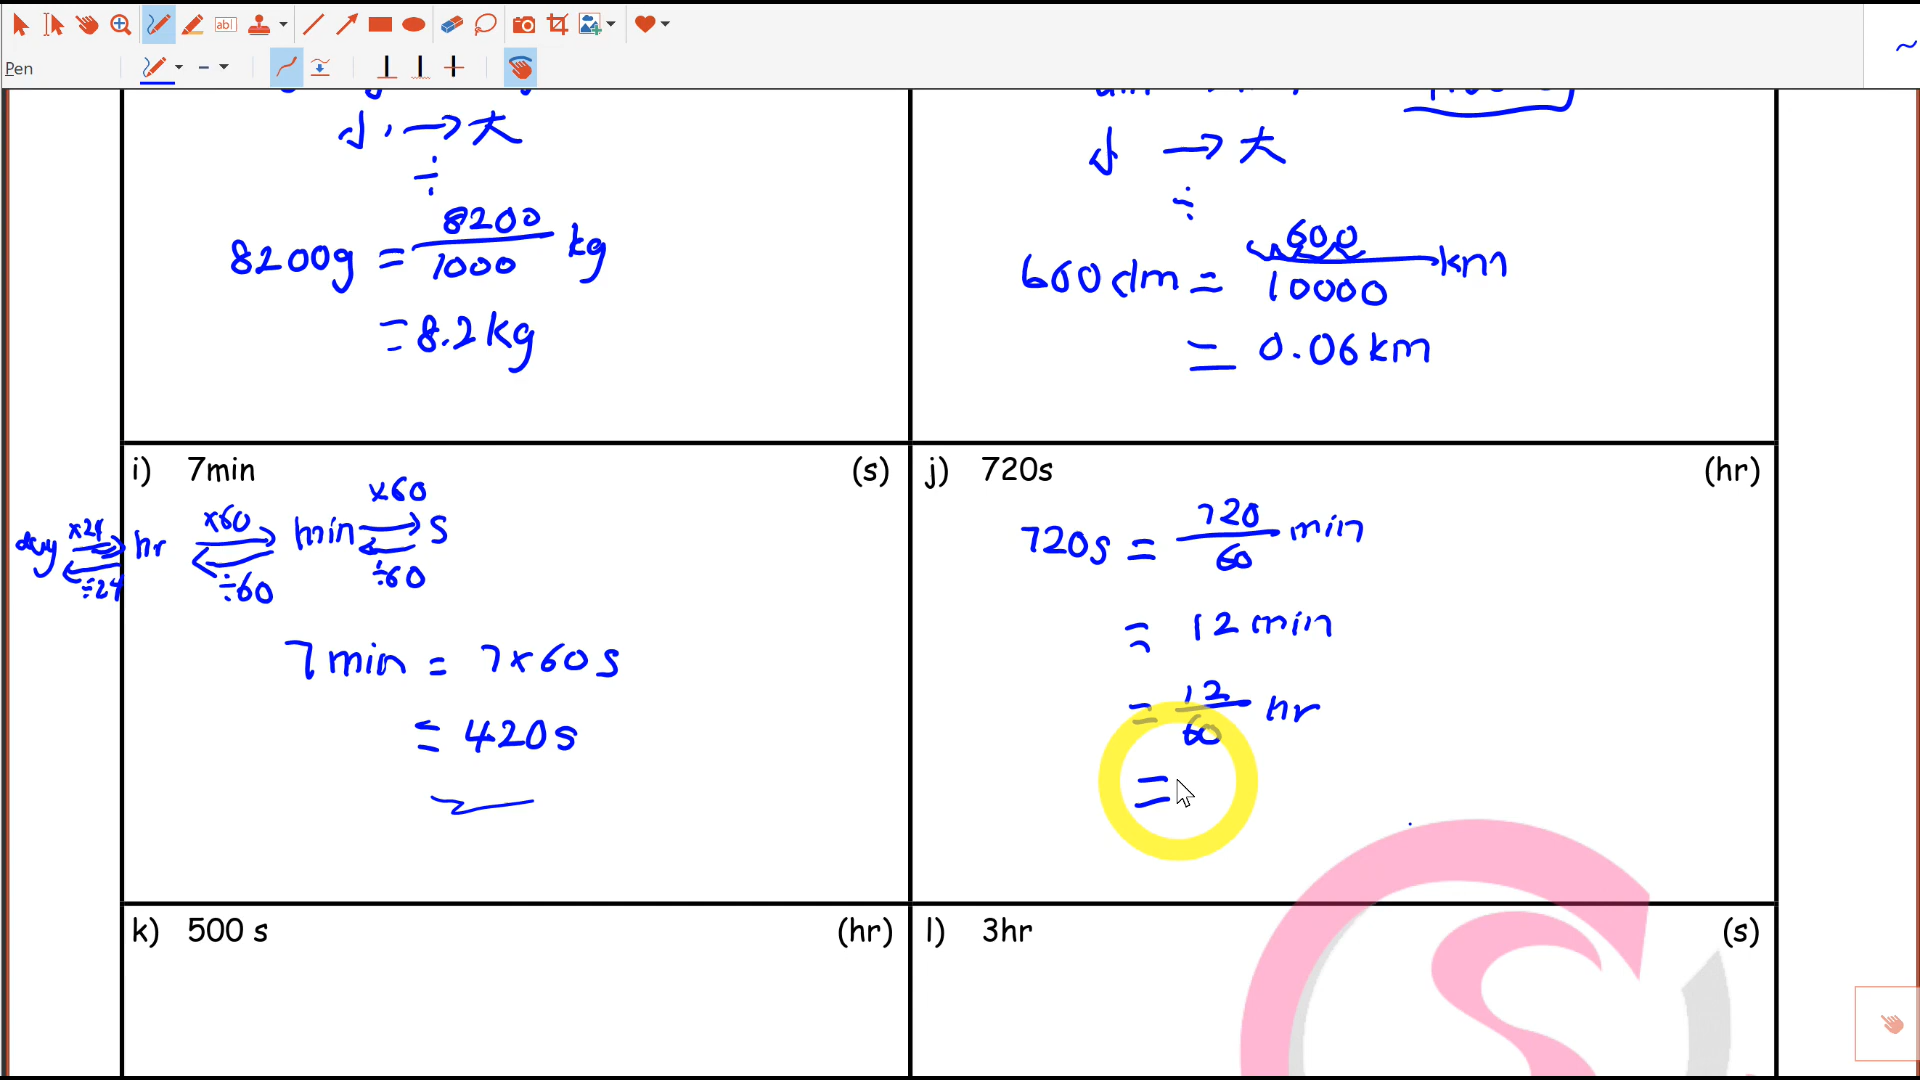 Pen
小 → 大
÷
8200g = 8200/1000 kg
= 8.2kg
小 → 大
÷
600dm = 600/10000 km
= 0.06km
i) 7min (s)
day ×24 ÷24 hr ×60 ÷60 min ×60 ÷60 s
7min = 7×60s
= 420s
j) 720s (hr)
720s = 720/60 min
= 12min
= 12/60 hr
=
k) 500 s (hr)
l) 3hr (s)